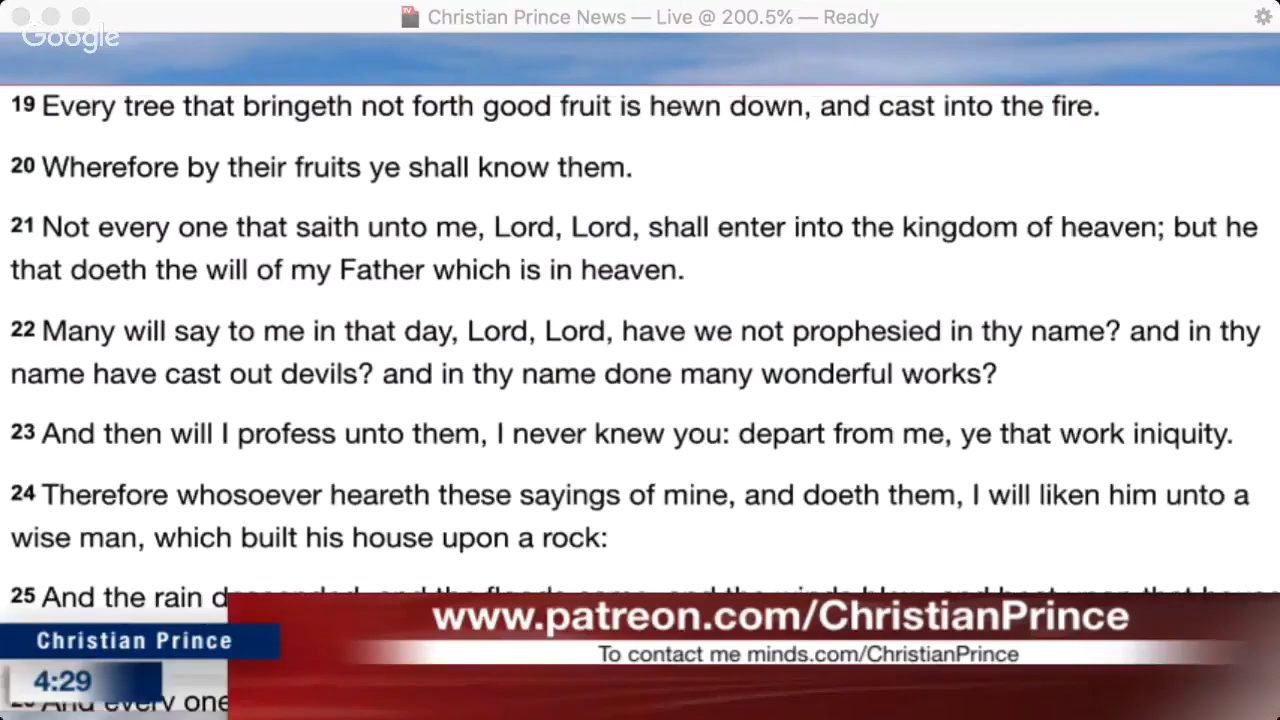 Christian Prince News — Live @ 200.5% — Ready
Google
19 Every tree that bringeth not forth good fruit is hewn down, and cast into the fire.
20 Wherefore by their fruits ye shall know them.
21 Not every one that saith unto me, Lord, Lord, shall enter into the kingdom of heaven; but he
that doeth the will of my Father which is in heaven.
22 Many will say to me in that day, Lord, Lord, have we not prophesied in thy name? and in thy
name have cast out devils? and in thy name done many wonderful works?
23 And then will I profess unto them, I never knew you: depart from me, ye that work iniquity.
24 Therefore whosoever heareth these sayings of mine, and doeth them, I will liken him unto a
wise man, which built his house upon a rock:
25 And the rain
www.patreon.com/ChristianPrince
Christian Prince
To contact me minds.com/ChristianPrince
4:29
And every one